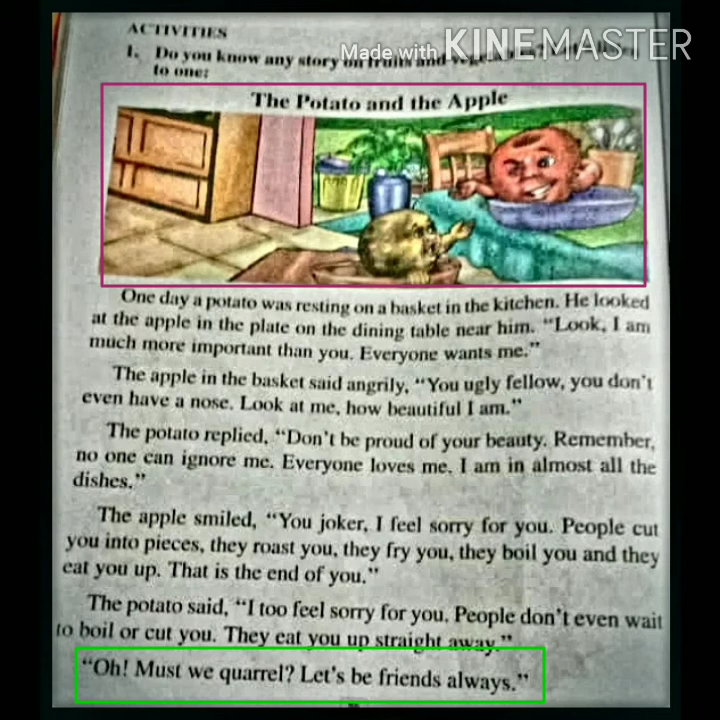 ACTIVITIES
Made with KINEMASTER
1. Do you know any story on fruits and
to one:
The Potato and the Apple
One day a potato was resting on a basket in the kitchen. He looked
at the apple in the plate on the dining table near him. “Look, I am
much more important than you. Everyone wants me.”
The apple in the basket said angrily, “You ugly fellow, you don’t
even have a nose. Look at me, how beautiful I am.”
The potato replied, “Don’t be proud of your beauty. Remember,
no one can ignore me. Everyone loves me, I am in almost all the
dishes.”
The apple smiled, “You joker, I feel sorry for you. People cut
you into pieces, they roast you, they fry you, they boil you and they
eat you up. That is the end of you.”
The potato said, “I too feel sorry for you. People don’t even wait
to boil or cut you. They eat you up straight away.”
“Oh! Must we quarrel? Let’s be friends always.”